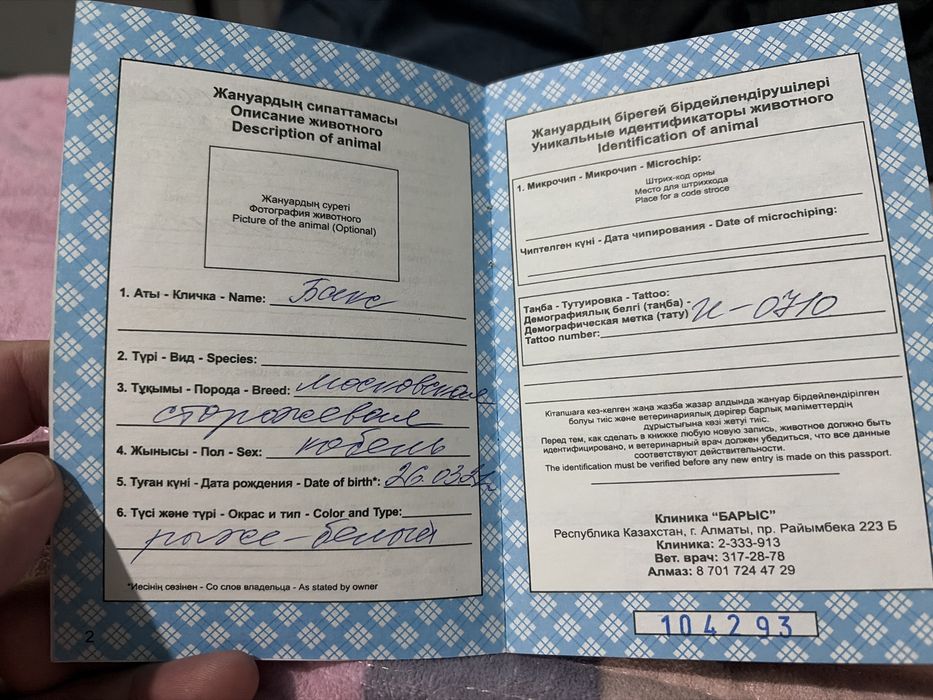 Жануардың сипаттамасы
Описание животного
Description of animal
Жануардың суреті
Фотография животного
Picture of the animal (Optional)
1. Аты - Кличка - Name: Бакс
2. Түрі - Вид - Species:
3. Тұқымы - Порода - Breed: московская
сторожевая
4. Жынысы - Пол - Sex: кобель
5. Туған күні - Дата рождения - Date of birth*: 26.03.
6. Түсі және түрі - Окрас и тип - Color and Type:
рыже-белый
*Иесінің сөзінен - Со слов владельца - As stated by owner
2
Жануардың бірегей бірдейлендірушілері
Уникальные идентификаторы животного
Identification of animal
1. Микрочип - Микрочип - Microchip:
Штрих-код орны
Место для штрихкода
Place for a code stroce
Чиптелген күні - Дата чипирования - Date of microchiping:
Таңба - Тутуировка - Tattoo:
Демографиялық белгі (таңба) -
Демографическая метка (тату)
Tattoo number: И-0710
Кітапшаға кез-келген жаңа жазба жазар алдында жануар бірдейлендірілген
болуы тиіс және ветеринариялық дәрігер барлық мәліметтердің
дұрыстығына көзі жетуі тиіс.
Перед тем, как сделать в книжке любую новую запись, животное должно быть
идентифицировано, и ветеринарный врач должен убедиться, что все данные
соответствуют действительности.
The identification must be verified before any new entry is made on this passport.
Клиника “БАРЫС”
Республика Казахстан, г. Алматы, пр. Райымбека 223 Б
Клиника: 2-333-913
Вет. врач: 317-28-78
Алмаз: 8 701 724 47 29
104293